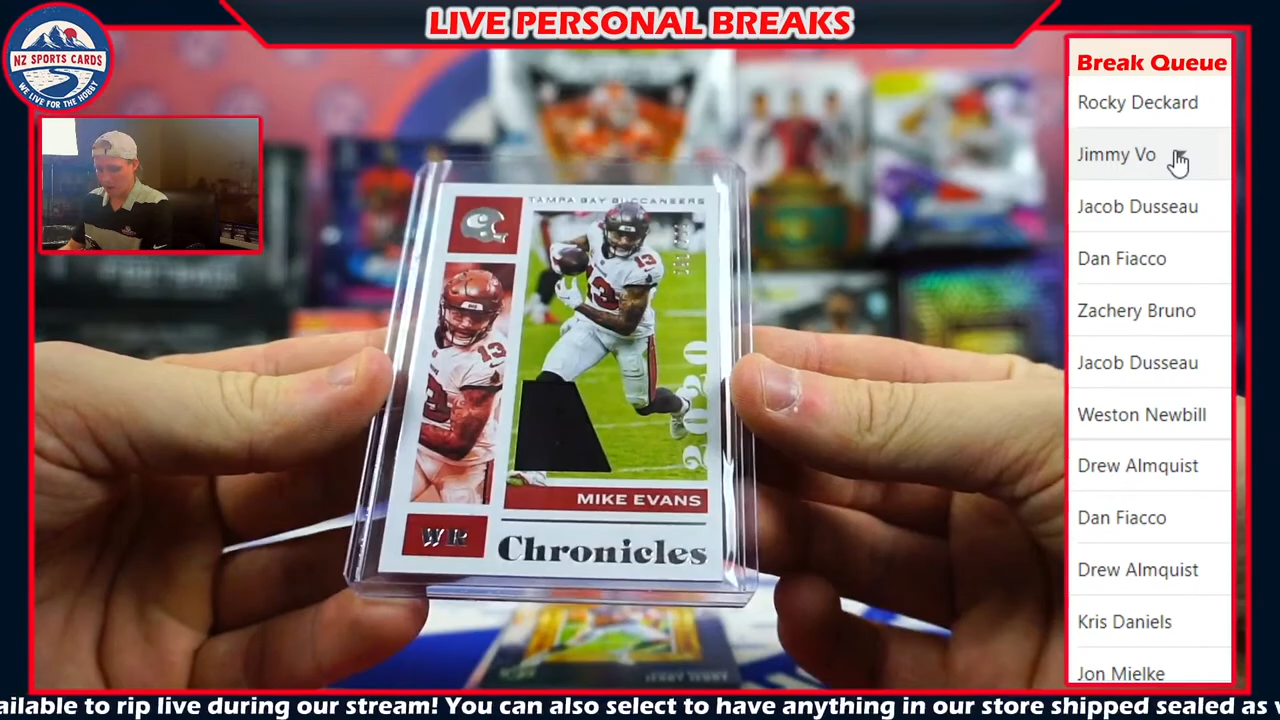 LIVE PERSONAL BREAKS
NZ SPORTS CARDS
WE LIVE FOR THE HOBBY
Break Queue
Rocky Deckard
Jimmy Vo
Jacob Dusseau
Dan Fiacco
Zachery Bruno
Jacob Dusseau
Weston Newbill
Drew Almquist
Dan Fiacco
Drew Almquist
Kris Daniels
Jon Mielke
TAMPA BAY BUCCANEERS
13
13
13
2020
MIKE EVANS
WR
Chronicles
ailable to rip live during our stream! You can also select to have anything in our store shipped sealed as